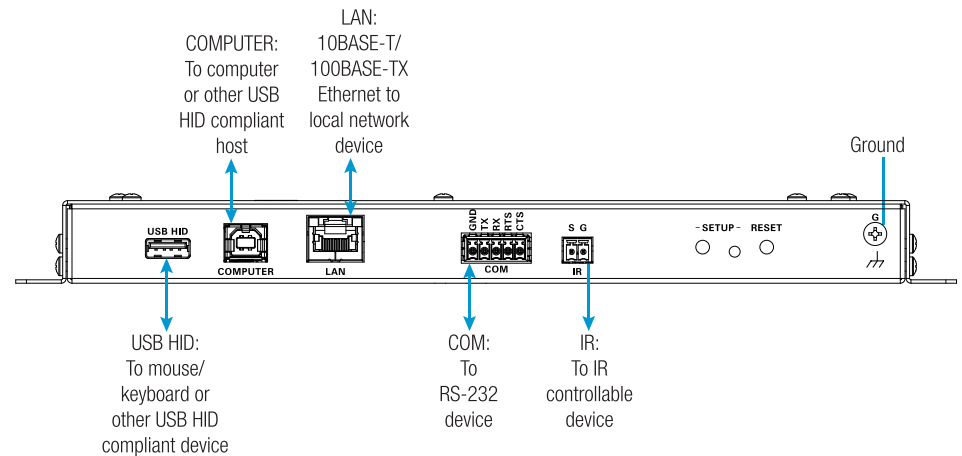 COMPUTER:
To computer
or other USB
HID compliant
host
LAN:
10BASE-T/
100BASE-TX
Ethernet to
local network
device
Ground
USB HID
COMPUTER
LAN
GND
TX
RX
RTS
CTS
COM
S G
IR
- SETUP -
RESET
G
USB HID:
To mouse/
keyboard or
other USB HID
compliant device
COM:
To
RS-232
device
IR:
To IR
controllable
device